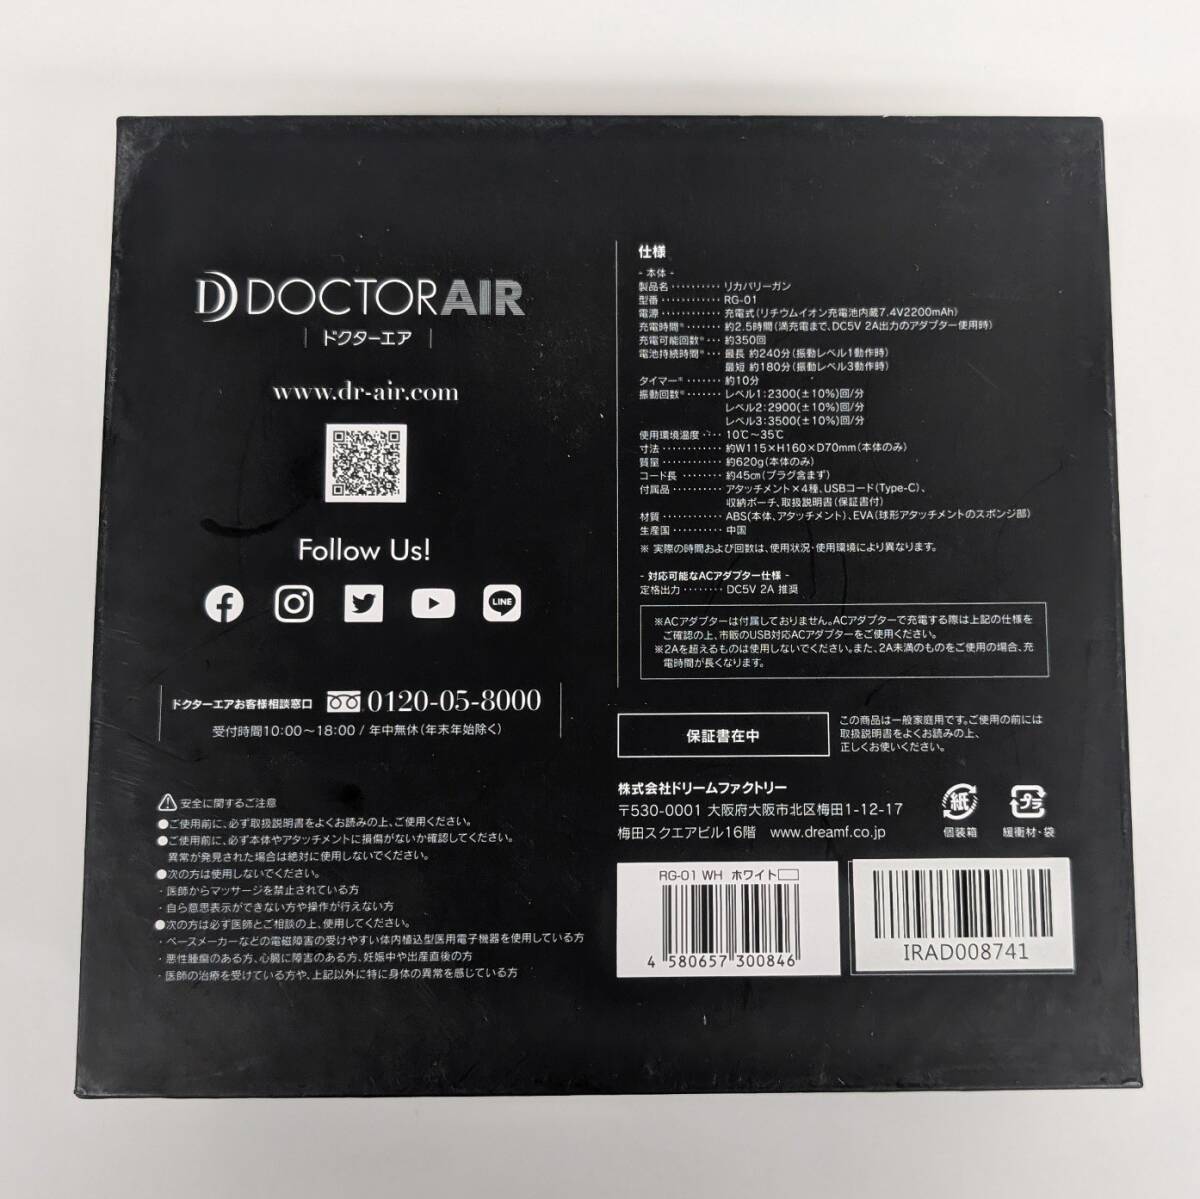 DOCTORAIR
ドクターエア
www.dr-air.com
Follow Us!
LINE
ドクターエアお客様相談窓口 0120-05-8000
受付時間10:00～18:00 / 年中無休(年末年始除く)
安全に関するご注意
●ご使用前に、必ず取扱説明書をよくお読みの上、ご使用ください。
●ご使用前に、必ず本体やアタッチメントに損傷がないか確認してください。
異常が発見された場合は絶対に使用しないでください。
●次の方は使用しないでください。
・医師からマッサージを禁止されている方
・自ら意思表示ができない方や操作が行えない方
●次の方は必ず医師とご相談の上、使用してください。
・ペースメーカーなどの電磁障害の受けやすい体内植込型医用電子機器を使用している方
・悪性腫瘍のある方、心臓に障害のある方、妊娠中や出産直後の方
・医師の治療を受けている方や、上記以外に特に身体の異常を感じている方
仕様
- 本体 -
製品名 ・・・・・・・・・・ リカバリーガン
型番 ・・・・・・・・・・・・ RG-01
電源 ・・・・・・・・・・・・ 充電式(リチウムイオン充電池内蔵7.4V2200mAh)
充電時間※ ・・・・・・ 約2.5時間(満充電まで、DC5V 2A出力のアダプター使用時)
充電可能回数※ ・・・ 約350回
電池持続時間※ ・・・ 最長 約240分(振動レベル1動作時)
最短 約180分(振動レベル3動作時)
タイマー※ ・・・・・・・ 約10分
振動回数※ ・・・・・・ レベル1:2300(±10%)回/分
レベル2:2900(±10%)回/分
レベル3:3500(±10%)回/分
使用環境温度 ・・・・ 10℃～35℃
寸法 ・・・・・・・・・・・・ 約W115×H160×D70mm(本体のみ)
質量 ・・・・・・・・・・・・ 約620g(本体のみ)
コード長 ・・・・・・・・ 約45㎝(プラグ含まず)
付属品 ・・・・・・・・・・ アタッチメント×4種、USBコード(Type-C)、
収納ポーチ、取扱説明書(保証書付)
材質 ・・・・・・・・・・・・ ABS(本体、アタッチメント)、EVA(球形アタッチメントのスポンジ部)
生産国 ・・・・・・・・・・ 中国
※ 実際の時間および回数は、使用状況・使用環境により異なります。
- 対応可能なACアダプター仕様 -
定格出力 ・・・・・・・・ DC5V 2A 推奨
※ACアダプターは付属しておりません。ACアダプターで充電する際は上記の仕様を
ご確認の上、市販のUSB対応ACアダプターをご使用ください。
※2Aを超えるものは使用しないでください。また、2A未満のものをご使用の場合、充
電時間が長くなります。
保証書在中
この商品は一般家庭用です。ご使用の前には
取扱説明書をよくお読みの上、
正しくお使いください。
株式会社ドリームファクトリー
〒530-0001 大阪府大阪市北区梅田1-12-17
梅田スクエアビル16階 www.dreamf.co.jp
紙
個装箱
プラ
緩衝材・袋
RG-01 WH ホワイト
4 580657 300846
IRAD008741